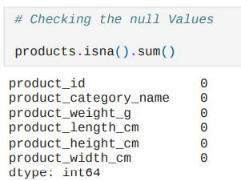 # Checking the null Values
products.isna().sum()
product_id 0
product_category_name 0
product_weight_g 0
product_length_cm 0
product_height_cm 0
product_width_cm 0
dtype: int64